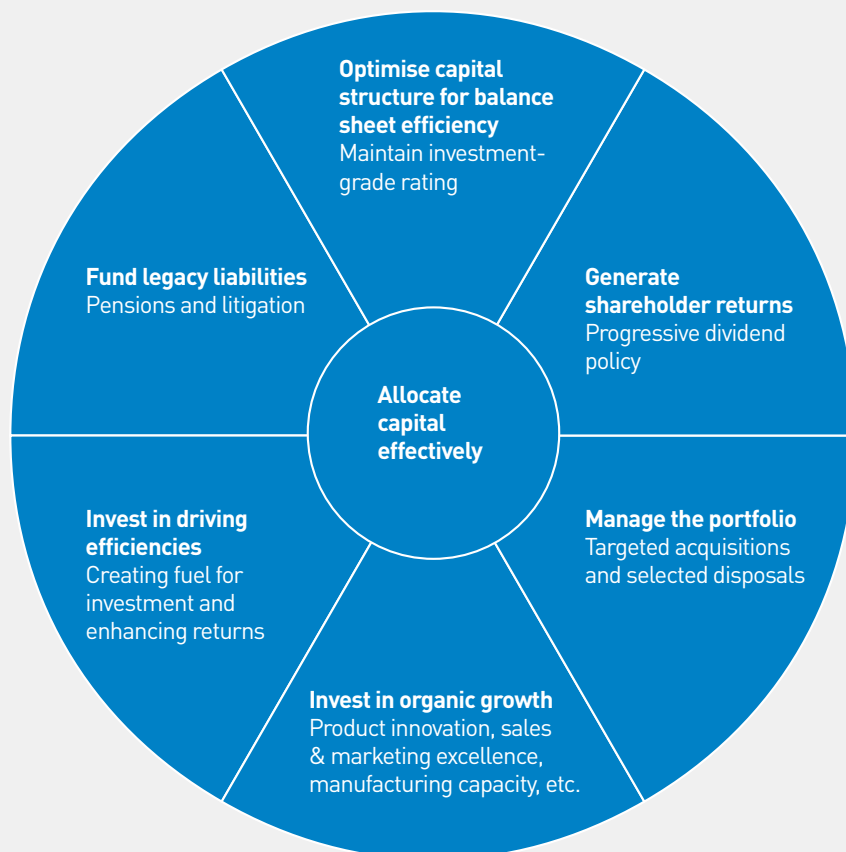 Optimise capital
structure for balance
sheet efficiency
Maintain investment-
grade rating
Generate
shareholder returns
Progressive dividend
policy
Manage the portfolio
Targeted acquisitions
and selected disposals
Invest in organic growth
Product innovation, sales
& marketing excellence,
manufacturing capacity, etc.
Invest in driving
efficiencies
Creating fuel for
investment and
enhancing returns
Fund legacy liabilities
Pensions and litigation
Allocate
capital
effectively